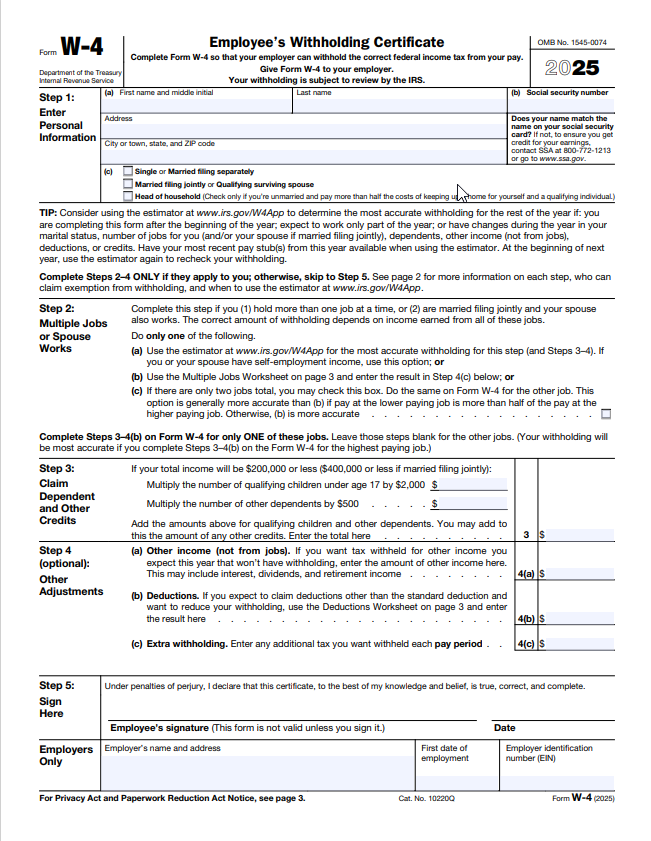 Form W-4
Department of the Treasury
Internal Revenue Service
Employee's Withholding Certificate
Complete Form W-4 so that your employer can withhold the correct federal income tax from your pay.
Give Form W-4 to your employer.
Your withholding is subject to review by the IRS.
OMB No. 1545-0074
2025
Step 1:
Enter
Personal
Information
(a) First name and middle initial
Last name
(b) Social security number
Address
City or town, state, and ZIP code
Does your name match the
name on your social security
card? If not, to ensure you get
credit for your earnings,
contact SSA at 800-772-1213
or go to www.ssa.gov.
(c) Single or Married filing separately
Married filing jointly or Qualifying surviving spouse
Head of household (Check only if you're unmarried and pay more than half the costs of keeping up home for yourself and a qualifying individual.)
TIP: Consider using the estimator at www.irs.gov/W4App to determine the most accurate withholding for the rest of the year if: you
are completing this form after the beginning of the year; expect to work only part of the year; or have changes during the year in your
marital status, number of jobs for you (and/or your spouse if married filing jointly), dependents, other income (not from jobs),
deductions, or credits. Have your most recent pay stub(s) from this year available when using the estimator. At the beginning of next
year, use the estimator again to recheck your withholding.
Complete Steps 2–4 ONLY if they apply to you; otherwise, skip to Step 5. See page 2 for more information on each step, who can
claim exemption from withholding, and when to use the estimator at www.irs.gov/W4App.
Step 2:
Multiple Jobs
or Spouse
Works
Complete this step if you (1) hold more than one job at a time, or (2) are married filing jointly and your spouse
also works. The correct amount of withholding depends on income earned from all of these jobs.
Do only one of the following.
(a) Use the estimator at www.irs.gov/W4App for the most accurate withholding for this step (and Steps 3–4). If
you or your spouse have self-employment income, use this option; or
(b) Use the Multiple Jobs Worksheet on page 3 and enter the result in Step 4(c) below; or
(c) If there are only two jobs total, you may check this box. Do the same on Form W-4 for the other job. This
option is generally more accurate than (b) if pay at the lower paying job is more than half of the pay at the
higher paying job. Otherwise, (b) is more accurate . . . . . . . . . . . . . . . . . .
Complete Steps 3–4(b) on Form W-4 for only ONE of these jobs. Leave those steps blank for the other jobs. (Your withholding will
be most accurate if you complete Steps 3–4(b) on the Form W-4 for the highest paying job.)
Step 3:
Claim
Dependent
and Other
Credits
If your total income will be $200,000 or less ($400,000 or less if married filing jointly):
Multiply the number of qualifying children under age 17 by $2,000 $
Multiply the number of other dependents by $500 . . . . . $
Add the amounts above for qualifying children and other dependents. You may add to
this the amount of any other credits. Enter the total here . . . . . . . . . . 3 $
Step 4
(optional):
Other
Adjustments
(a) Other income (not from jobs). If you want tax withheld for other income you
expect this year that won't have withholding, enter the amount of other income here.
This may include interest, dividends, and retirement income . . . . . . . . 4(a) $
(b) Deductions. If you expect to claim deductions other than the standard deduction and
want to reduce your withholding, use the Deductions Worksheet on page 3 and enter
the result here . . . . . . . . . . . . . . . . . . . . . . . 4(b) $
(c) Extra withholding. Enter any additional tax you want withheld each pay period . . 4(c) $
Step 5:
Sign
Here
Under penalties of perjury, I declare that this certificate, to the best of my knowledge and belief, is true, correct, and complete.
Employee's signature (This form is not valid unless you sign it.)
Date
Employers
Only
Employer's name and address
First date of
employment
Employer identification
number (EIN)
For Privacy Act and Paperwork Reduction Act Notice, see page 3.
Cat. No. 10220Q
Form W-4 (2025)